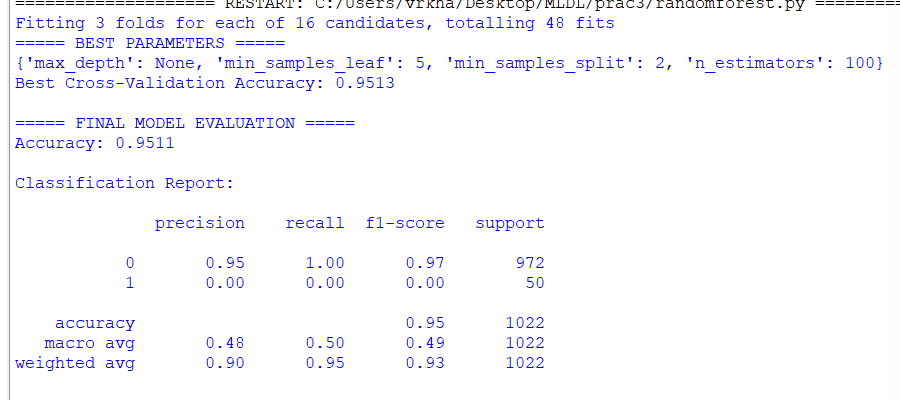 ==================== RESTART: C:/Users/vrkha/Desktop/MLDL/prac3/randomforest.py =========
Fitting 3 folds for each of 16 candidates, totalling 48 fits
===== BEST PARAMETERS =====
{'max_depth': None, 'min_samples_leaf': 5, 'min_samples_split': 2, 'n_estimators': 100}
Best Cross-Validation Accuracy: 0.9513
===== FINAL MODEL EVALUATION =====
Accuracy: 0.9511
Classification Report:
precision recall f1-score support
0 0.95 1.00 0.97 972
1 0.00 0.00 0.00 50
accuracy 0.95 1022
macro avg 0.48 0.50 0.49 1022
weighted avg 0.90 0.95 0.93 1022